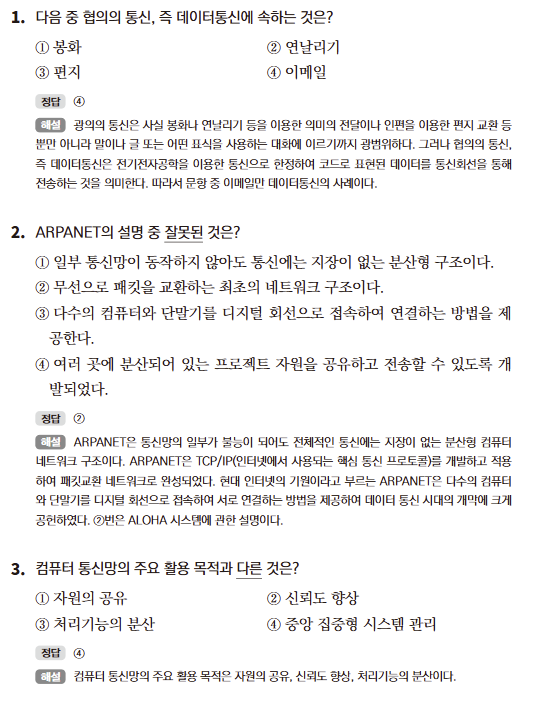 1. 다음 중 협의의 통신, 즉 데이터통신에 속하는 것은?
① 봉화 ② 연날리기
③ 편지 ④ 이메일
정답 ④
해설 광의의 통신은 사실 봉화나 연날리기 등을 이용한 의미의 전달이나 인편을 이용한 편지 교환 등
뿐만 아니라 말이나 글 또는 어떤 표식을 사용하는 대화에 이르기까지 광범위하다. 그러나 협의의 통신,
즉 데이터통신은 전기전자공학을 이용한 통신으로 한정하여 코드로 표현된 데이터를 통신회선을 통해
전송하는 것을 의미한다. 따라서 문항 중 이메일만 데이터통신의 사례이다.
2. ARPANET의 설명 중 잘못된 것은?
① 일부 통신망이 동작하지 않아도 통신에는 지장이 없는 분산형 구조이다.
② 무선으로 패킷을 교환하는 최초의 네트워크 구조이다.
③ 다수의 컴퓨터와 단말기를 디지털 회선으로 접속하여 연결하는 방법을 제
공한다.
④ 여러 곳에 분산되어 있는 프로젝트 자원을 공유하고 전송할 수 있도록 개
발되었다.
정답 ②
해설 ARPANET은 통신망의 일부가 불능이 되어도 전체적인 통신에는 지장이 없는 분산형 컴퓨터
네트워크 구조이다. ARPANET은 TCP/IP(인터넷에서 사용되는 핵심 통신 프로토콜)를 개발하고 적용
하여 패킷교환 네트워크로 완성되었다. 현대 인터넷의 기원이라고 부르는 ARPANET은 다수의 컴퓨터
와 단말기를 디지털 회선으로 접속하여 서로 연결하는 방법을 제공하여 데이터 통신 시대의 개막에 크게
공헌하였다. ②번은 ALOHA 시스템에 관한 설명이다.
3. 컴퓨터 통신망의 주요 활용 목적과 다른 것은?
① 자원의 공유 ② 신뢰도 향상
③ 처리기능의 분산 ④ 중앙 집중형 시스템 관리
정답 ④
해설 컴퓨터 통신망의 주요 활용 목적은 자원의 공유, 신뢰도 향상, 처리기능의 분산이다.